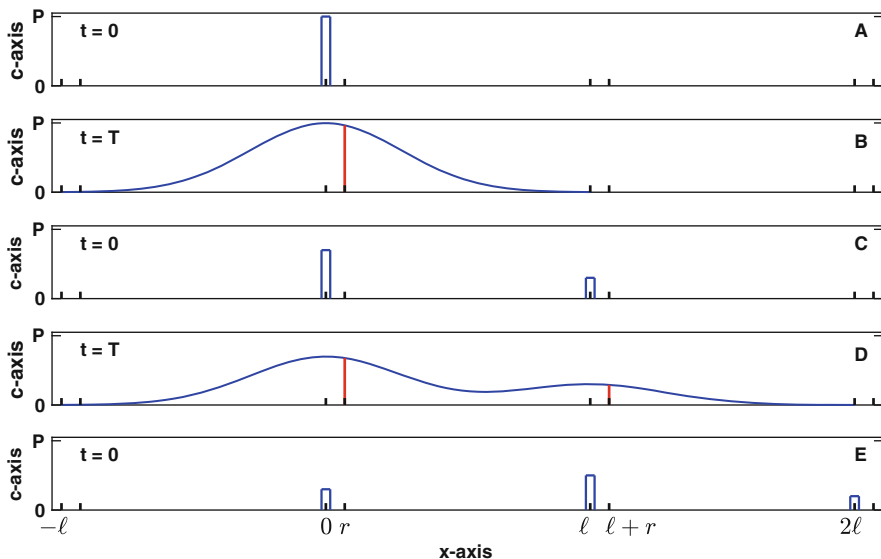 P
t = 0
A
c-axis
0
P
t = T
B
c-axis
0
P
t = 0
C
c-axis
0
P
t = T
D
c-axis
0
P
t = 0
E
c-axis
0
−ℓ 0 r ℓ ℓ + r 2ℓ
x-axis